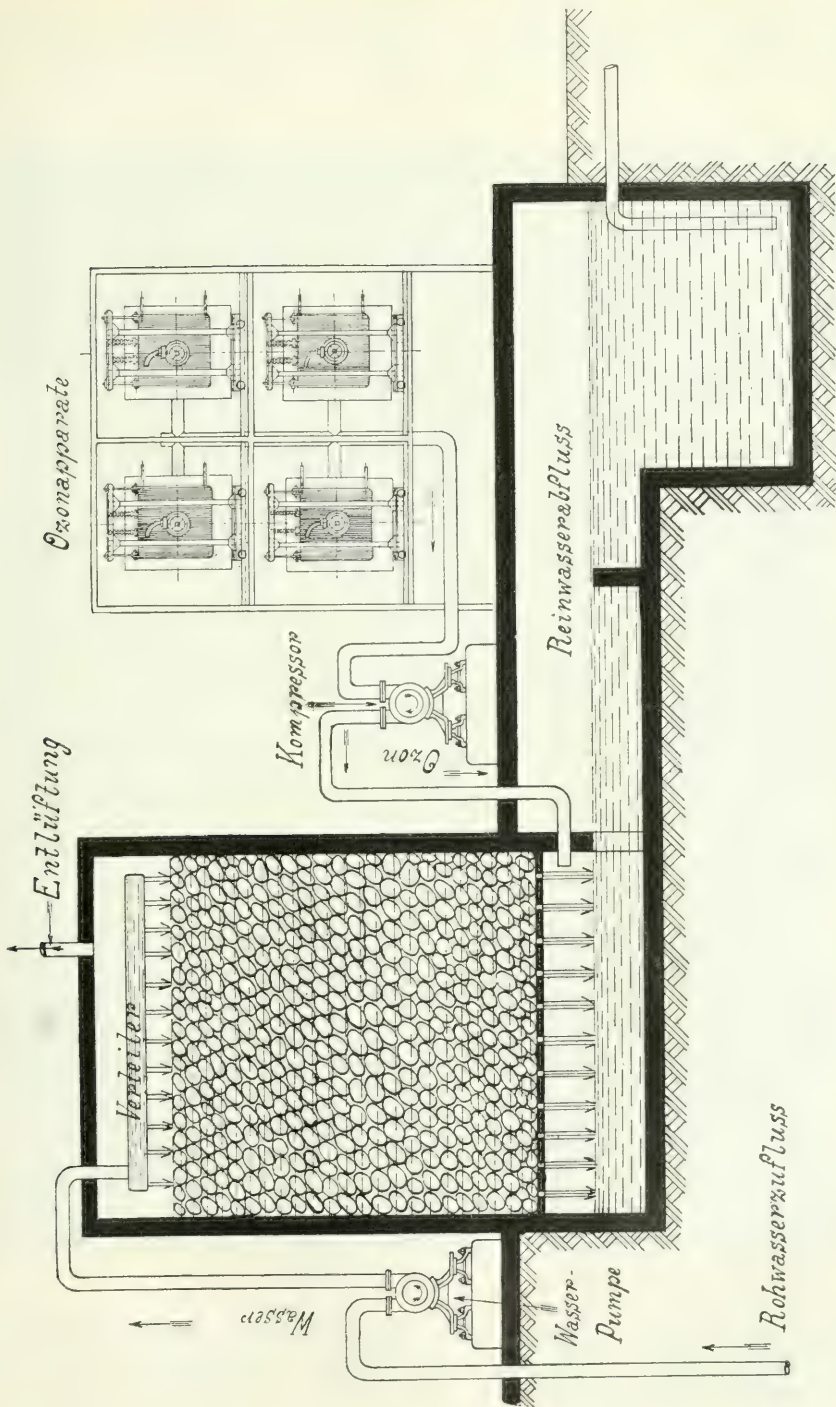 Rohwasserzufluss
Wasser-
Pumpe
Wasser
Verteiler
Entlüftung
Kompressor
Ozon
Ozonapparate
Reinwasserabfluss